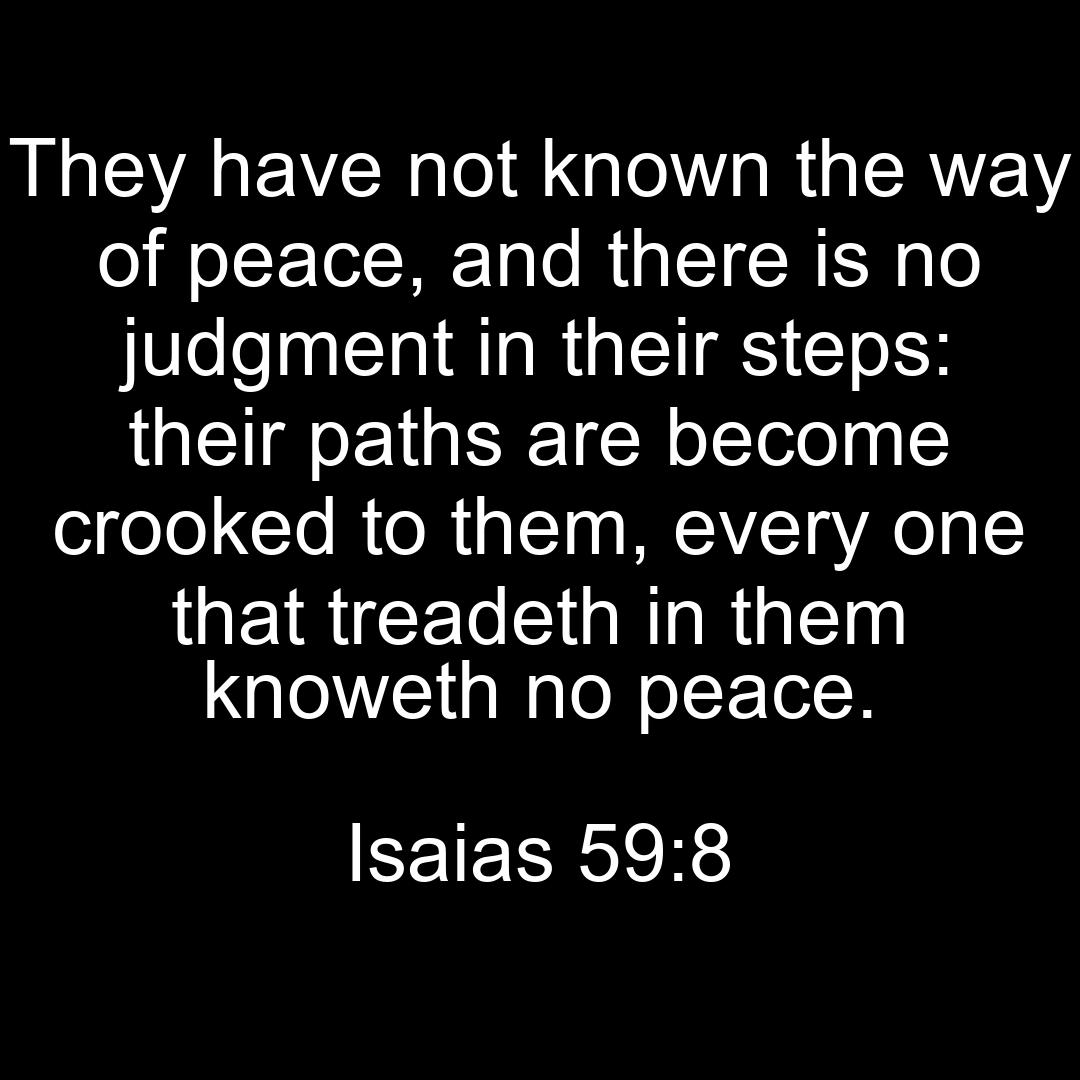 They have not known the way
of peace, and there is no
judgment in their steps:
their paths are become
crooked to them, every one
that treadeth in them
knoweth no peace.
Isaias 59:8